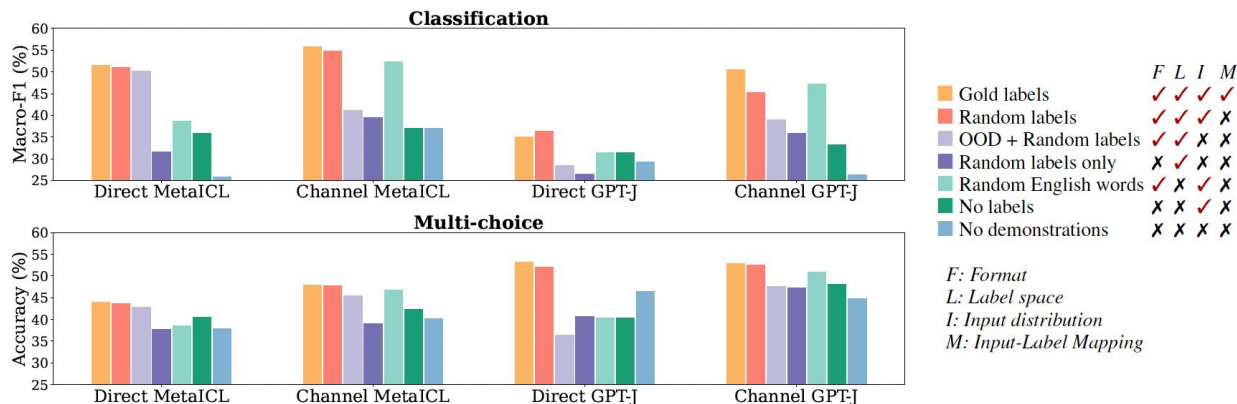 Classification
Macro-F1 (%)
60
55
50
45
40
35
30
25
Direct MetaICL Channel MetaICL Direct GPT-J Channel GPT-J
Multi-choice
Accuracy (%)
60
55
50
45
40
35
30
25
Direct MetaICL Channel MetaICL Direct GPT-J Channel GPT-J
F L I M
Gold labels ✓ ✓ ✓ ✓
Random labels ✓ ✓ ✓ ✗
OOD + Random labels ✓ ✓ ✗ ✗
Random labels only ✗ ✓ ✗ ✗
Random English words ✓ ✗ ✓ ✗
No labels ✗ ✗ ✓ ✗
No demonstrations ✗ ✗ ✗ ✗
F: Format
L: Label space
I: Input distribution
M: Input-Label Mapping